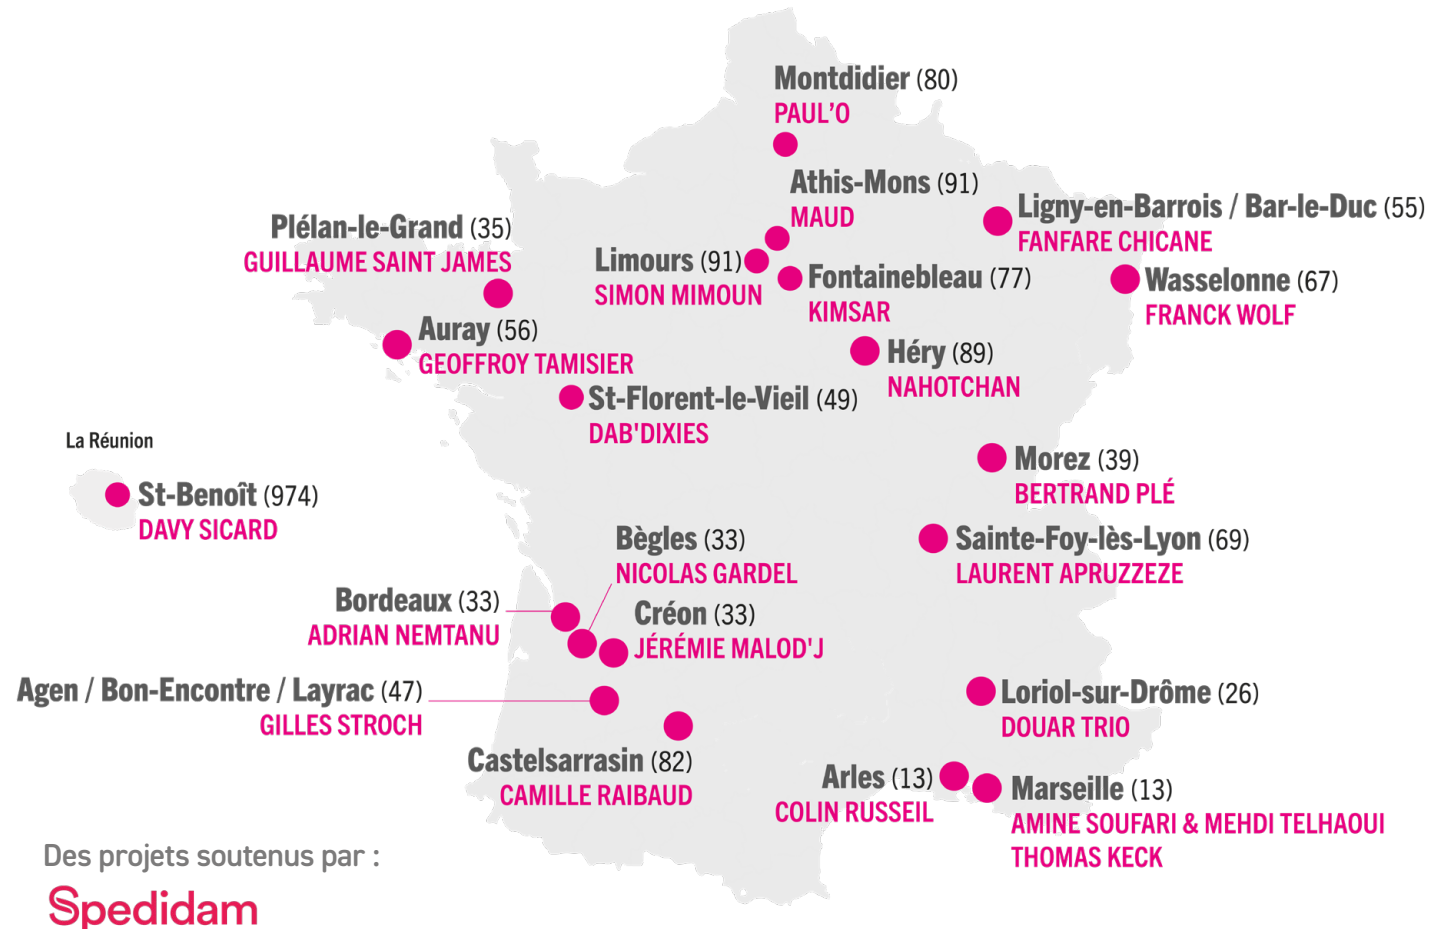 Montdidier (80)
PAUL'O
Athis-Mons (91)
MAUD
Ligny-en-Barrois / Bar-le-Duc (55)
FANFARE CHICANE
Plélan-le-Grand (35)
GUILLAUME SAINT JAMES
Limours (91)
SIMON MIMOUN
Fontainebleau (77)
KIMSAR
Wasselonne (67)
FRANCK WOLF
Auray (56)
GEOFFROY TAMISIER
Héry (89)
NAHOTCHAN
St-Florent-le-Vieil (49)
DAB'DIXIES
La Réunion
St-Benoît (974)
DAVY SICARD
Morez (39)
BERTRAND PLÉ
Bègles (33)
NICOLAS GARDEL
Sainte-Foy-lès-Lyon (69)
LAURENT APRUZZEZE
Bordeaux (33)
ADRIAN NEMTANU
Créon (33)
JÉRÉMIE MALOD'J
Agen / Bon-Encontre / Layrac (47)
GILLES STROCH
Loriol-sur-Drôme (26)
DOUAR TRIO
Castelsarrasin (82)
CAMILLE RAIBAUD
Arles (13)
COLIN RUSSEIL
Marseille (13)
AMINE SOUFARI & MEHDI TELHAOUI
THOMAS KECK
Des projets soutenus par :
Spedidam